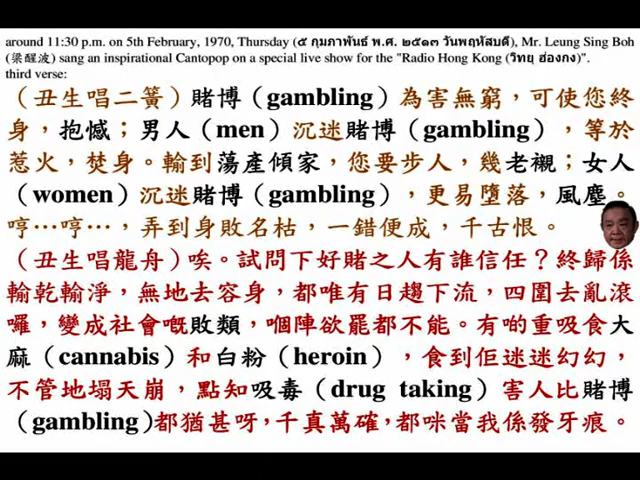 around 11:30 p.m. on 5th February, 1970, Thursday (๕ กุมภาพันธ์ พ.ศ. ๒๕๑๓ วันพฤหัสบดี), Mr. Leung Sing Boh
(梁醒波) sang an inspirational Cantopop on a special live show for the "Radio Hong Kong (วิทยุ ฮ่องกง)".
third verse:
（丑生唱二簧）賭博（gambling）為害無窮，可使您終
身，抱憾；男人（men）沉迷賭博（gambling），等於
惹火，焚身。輸到蕩產傾家，您要步人，幾老襯；女人
（women）沉迷賭博（gambling），更易墮落，風塵。
哼⋯哼⋯，弄到身敗名枯，一錯便成，千古恨。
（丑生唱龍舟）唉。試問下好賭之人有誰信任？終歸係
輸乾輸淨，無地去容身，都唯有日趨下流，四圍去亂滾
囉，變成社會嘅敗類，個陣欲罷都不能。有啲重吸食大
麻（cannabis）和白粉（heroin），食到佢迷迷幻幻，
不管地塌天崩，點知吸毒（drug taking）害人比賭博
(gambling)都猶甚呀，千真萬確，都咪當我係發牙痕。